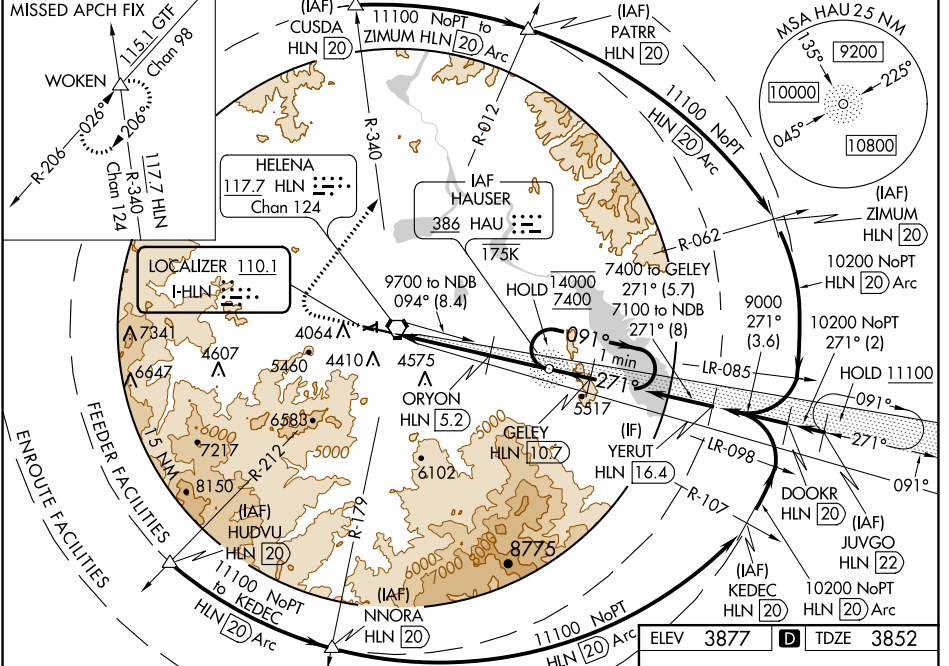 MISSED APCH FIX
115.1 GTF
Chan 98
WOKEN
026°
206°
R-206
R-340
117.7 HLN
Chan 124
(IAF)
CUSDA
HLN 20
11100 NoPT to
ZIMUM HLN 20 Arc
(IAF)
PATRR
HLN 20
11100 NoPT
HLN 20 Arc
MSA HAU 25 NM
135°
9200
225°
10000
045°
10800
R-340
R-012
HELENA
117.7 HLN
Chan 124
IAF
HAUSER
386 HAU
175K
R-062
(IAF)
ZIMUM
HLN 20
10200 NoPT
HLN 20 Arc
LOCALIZER 110.1
I-HLN
9700 to NDB
094° (8.4)
HOLD
14000
7400
7400 to GELEY
271° (5.7)
7100 to NDB
271° (8)
9000
271°
(3.6)
10200 NoPT
271° (2)
HOLD 11100
091°
271°
091°
091°
min
271°
LR-085
LR-098
7341
6647
4607
4064
5460
4410
4575
ORYON
HLN 5.2
5517
GELEY
HLN 10.7
(IF)
YERUT
HLN 16.4
6583
6000
5000
7217
8150
6102
5000
6000
7000
8000
8775
R-212
R-179
R-107
15 NM
FEEDER FACILITIES
ENROUTE FACILITIES
DOOKR
HLN 20
(IAF)
JUVGO
HLN 22
(IAF)
HUDVU
HLN 20
11100 NoPT
to KEDEC
HLN 20 Arc
(IAF)
NNORA
HLN 20
11100 NoPT
HLN 20 Arc
(IAF)
KEDEC
HLN 20
10200 NoPT
HLN 20 Arc
ELEV 3877 D TDZE 3852